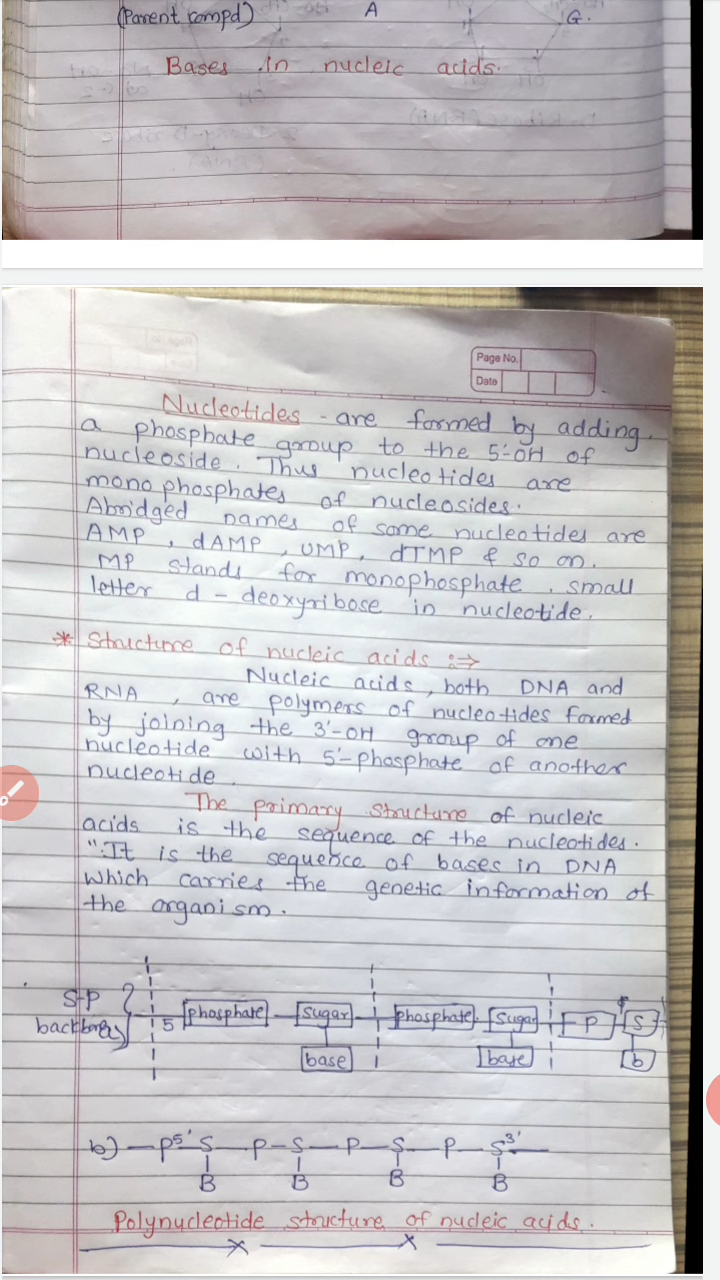 (Parent compd) A G.
Bases in nucleic acids.
Page No.
Date
Nucleotides - are formed by adding
a phosphate group to the 5'-OH of
nucleoside. Thus nucleotides are
mono phosphates of nucleosides.
Abridged names of some nucleotides are
AMP, dAMP, UMP, dTMP & so on.
MP stands for monophosphate, small
letter d - deoxyribose in nucleotide.
* Structure of nucleic acids :⇒
Nucleic acids, both DNA and
RNA, are polymers of nucleotides formed
by joining the 3'-OH group of one
nucleotide with 5'-phosphate of another
nucleotide.
The primary structure of nucleic
acids is the sequence of the nucleotides.
":It is the sequence of bases in DNA
which carries the genetic information of
the organism.
S-P
backbone 5 phosphate sugar phosphate sugar P S
base base b
b) -P5' S-P-S-P-S-P-S3'-
B B B B
Polynucleotide structure of nucleic acids.